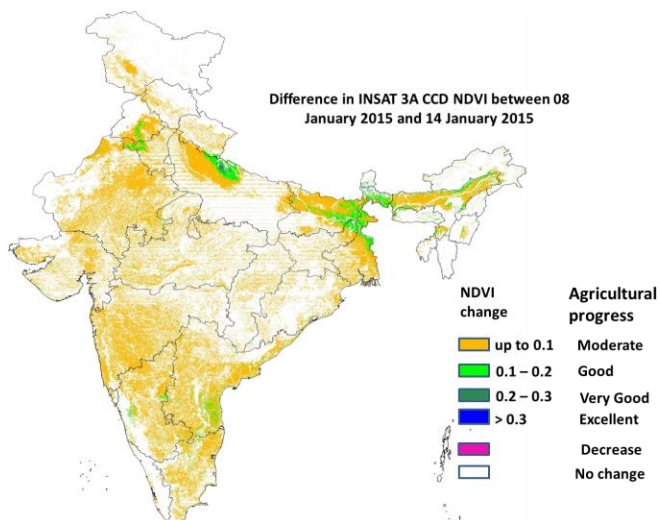 Difference in INSAT 3A CCD NDVI between 08
January 2015 and 14 January 2015
NDVI change
Agricultural progress
up to 0.1 Moderate
0.1 – 0.2 Good
0.2 – 0.3 Very Good
> 0.3 Excellent
Decrease
No change